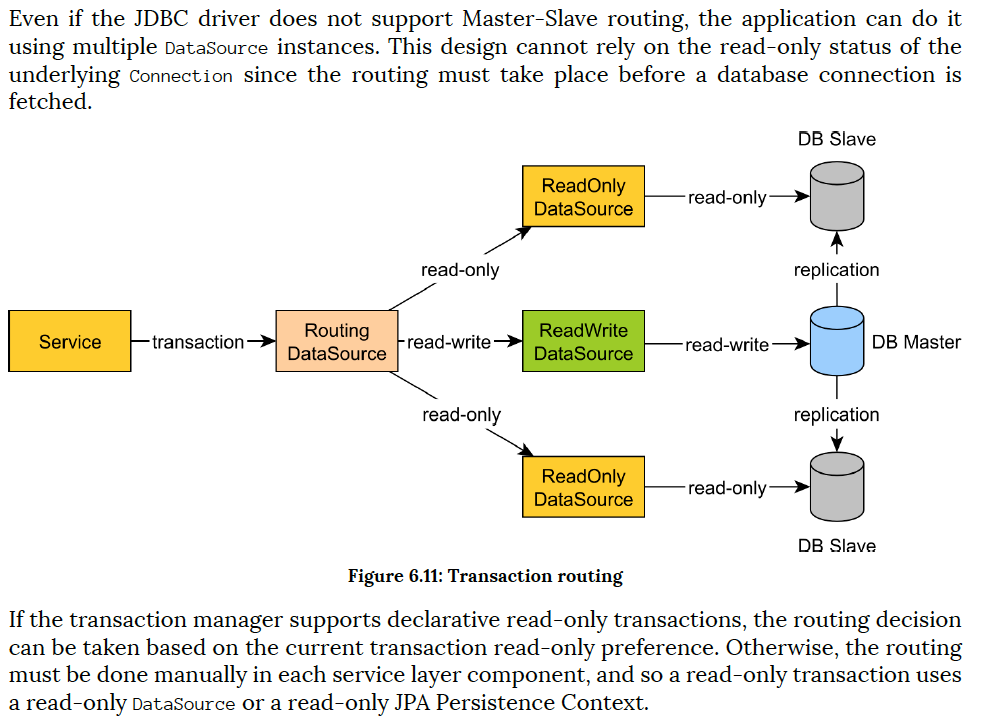 Even if the JDBC driver does not support Master-Slave routing, the application can do it
using multiple DataSource instances. This design cannot rely on the read-only status of the
underlying Connection since the routing must take place before a database connection is
fetched.
DB Slave
ReadOnly
DataSource
read-only
read-only
replication
Service
transaction
Routing
DataSource
read-write
ReadWrite
DataSource
read-write
DB Master
read-only
replication
ReadOnly
DataSource
read-only
DB Slave
Figure 6.11: Transaction routing
If the transaction manager supports declarative read-only transactions, the routing decision
can be taken based on the current transaction read-only preference. Otherwise, the routing
must be done manually in each service layer component, and so a read-only transaction uses
a read-only DataSource or a read-only JPA Persistence Context.